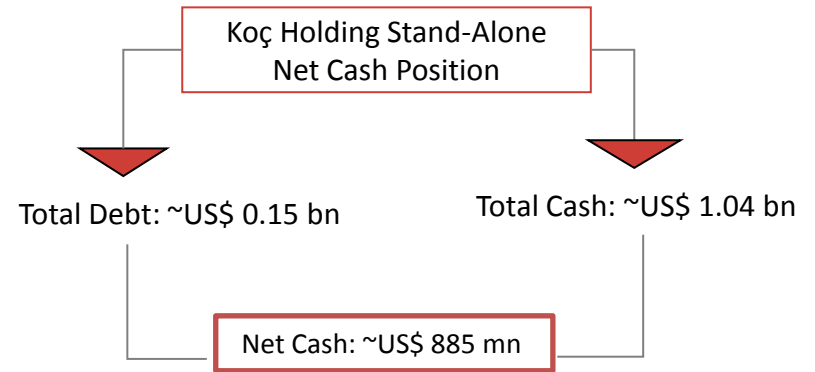 Koç Holding Stand-Alone
Net Cash Position
Total Debt: ~US$ 0.15 bn
Total Cash: ~US$ 1.04 bn
Net Cash: ~US$ 885 mn